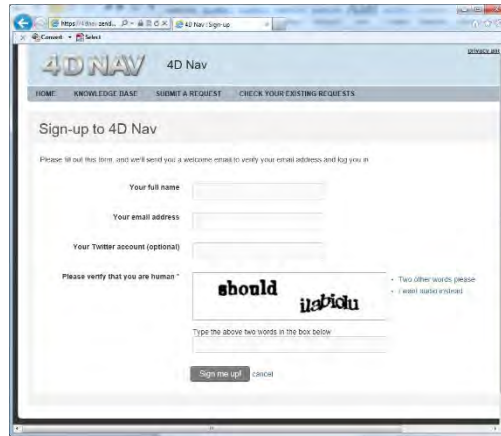 https://4dnav.zend...
4D Nav | Sign-up
Convert Select
privacy
4D NAV 4D Nav
HOME KNOWLEDGE BASE SUBMIT A REQUEST CHECK YOUR EXISTING REQUESTS
Sign-up to 4D Nav
Please fill out this form, and we'll send you a welcome email to verify your email address and log you in
Your full name
Your email address
Your Twitter account (optional)
Please verify that you are human *
should
Two other words please
I want audio instead
Type the above two words in the box below
Sign me up! cancel